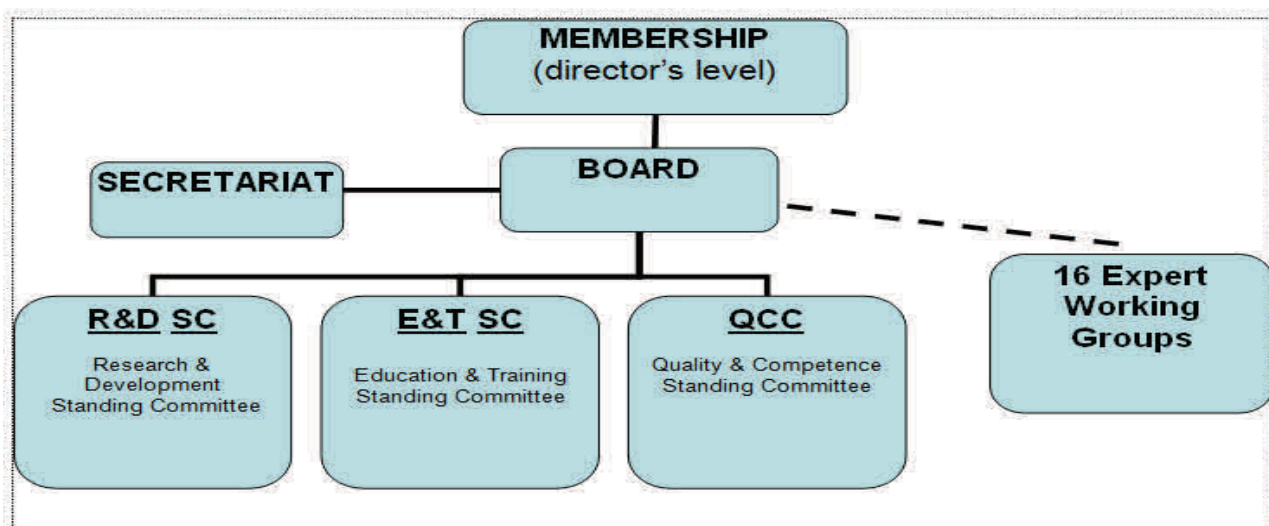 MEMBERSHIP
(director's level)
BOARD
SECRETARIAT
16 Expert
Working
Groups
R&D SC
Research &
Development
Standing Committee
E&T SC
Education & Training
Standing Committee
QCC
Quality & Competence
Standing Committee